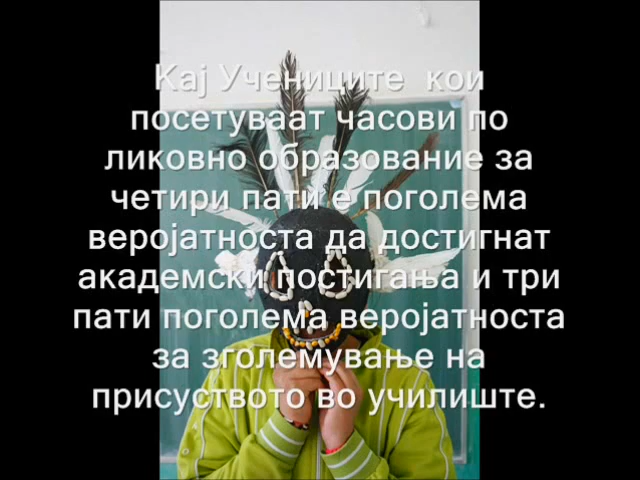 Кај Учениците  кои
посетуваат часови по
ликовно образование за
четири пати е поголема
веројатноста да достигнат
академски постигања и три
пати поголема веројатноста
за зголемување на
присуството во училиште.